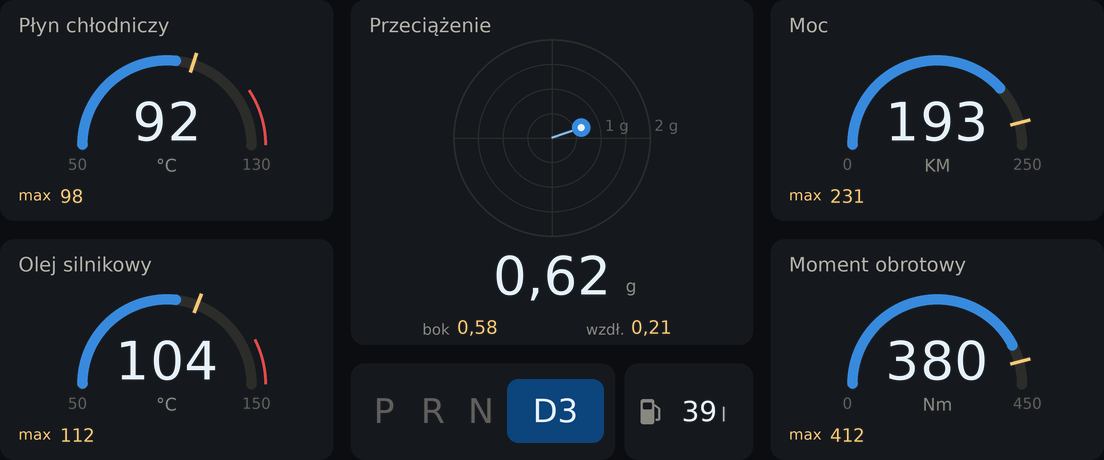 Płyn chłodniczy
92
50 °C 130
max 98
Olej silnikowy
104
50 °C 150
max 112
Przeciążenie
1 g 2 g
0,62 g
bok 0,58 wzdł. 0,21
P R N D3
39 l
Moc
193
0 KM 250
max 231
Moment obrotowy
380
0 Nm 450
max 412